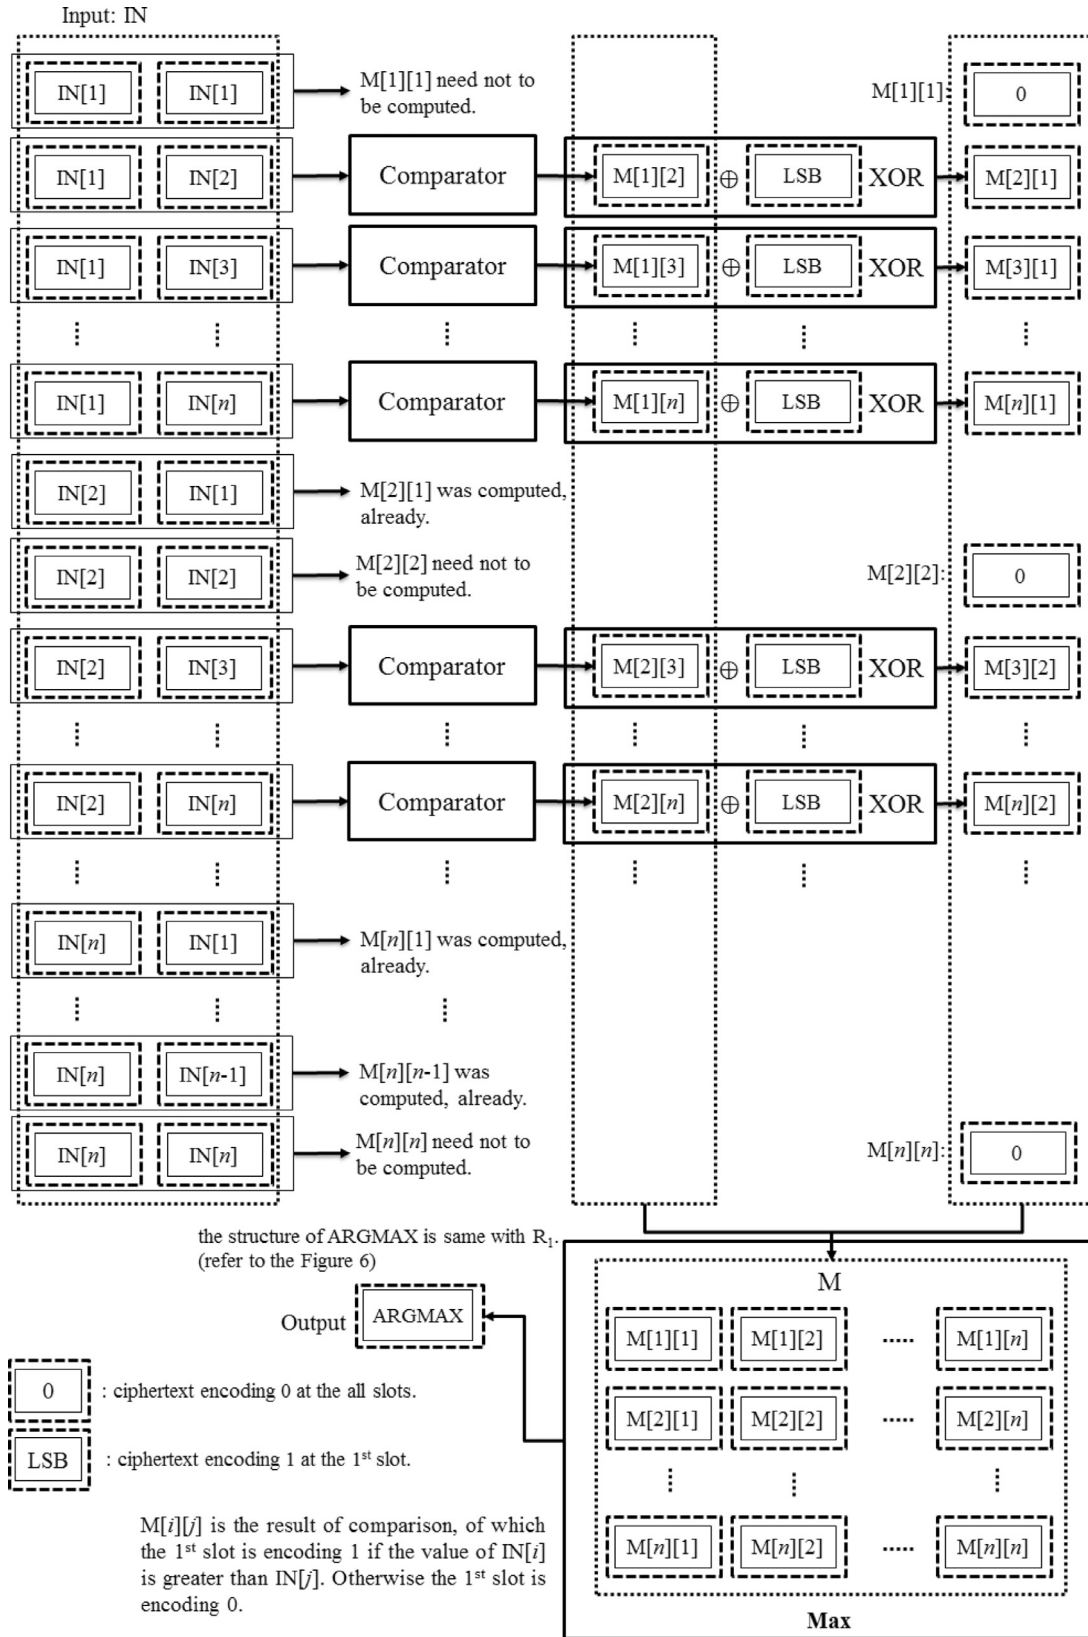 Input: IN
IN[1] IN[1] M[1][1] need not to M[1][1]: 0
be computed.
IN[1] IN[2] Comparator M[1][2] ⊕ LSB XOR M[2][1]
IN[1] IN[3] Comparator M[1][3] ⊕ LSB XOR M[3][1]
IN[1] IN[n] Comparator M[1][n] ⊕ LSB XOR M[n][1]
IN[2] IN[1] M[2][1] was computed,
already.
IN[2] IN[2] M[2][2] need not to M[2][2]: 0
be computed.
IN[2] IN[3] Comparator M[2][3] ⊕ LSB XOR M[3][2]
IN[2] IN[n] Comparator M[2][n] ⊕ LSB XOR M[n][2]
IN[n] IN[1] M[n][1] was computed,
already.
IN[n] IN[n-1] M[n][n-1] was
computed, already.
IN[n] IN[n] M[n][n] need not to M[n][n]: 0
be computed.
the structure of ARGMAX is same with R₁.
(refer to the Figure 6)
Output ARGMAX
0 : ciphertext encoding 0 at the all slots.
LSB : ciphertext encoding 1 at the 1st slot.
M[i][j] is the result of comparison, of which
the 1st slot is encoding 1 if the value of IN[i]
is greater than IN[j]. Otherwise the 1st slot is
encoding 0.
M
M[1][1] M[1][2] ..... M[1][n]
M[2][1] M[2][2] ..... M[2][n]
M[n][1] M[n][2] ..... M[n][n]
Max